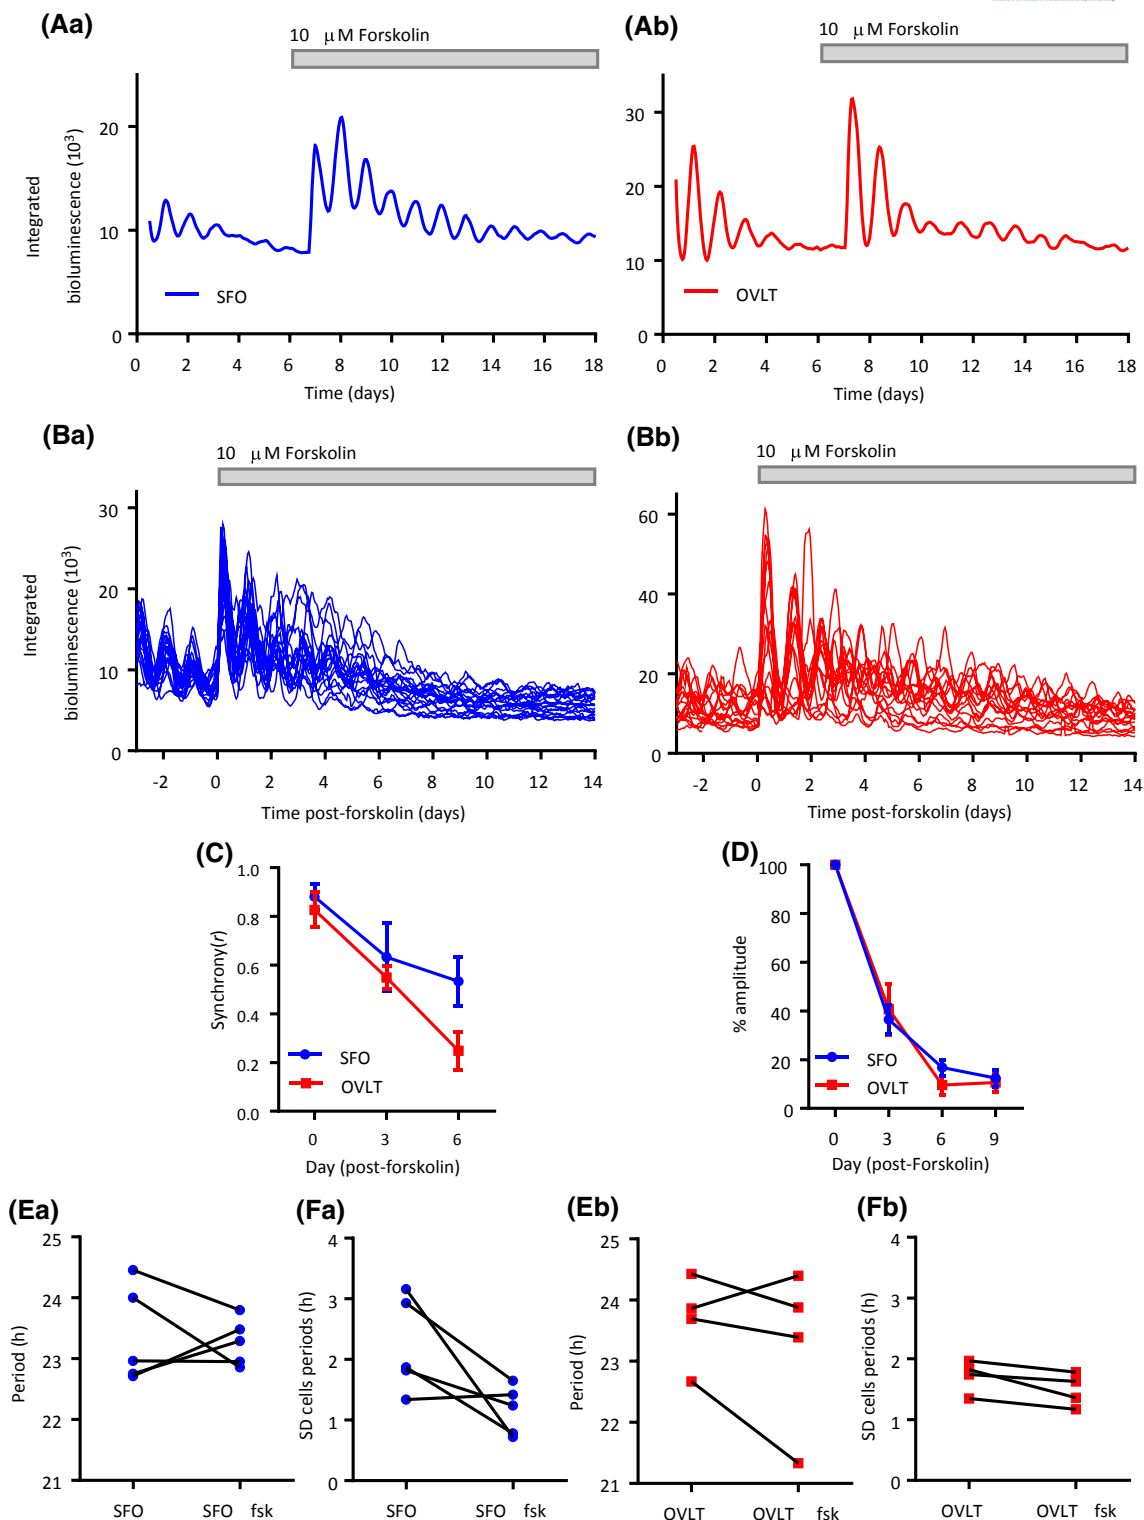 (Aa)
10 μM Forskolin
Integrated
bioluminescence (10³)
20
10
0
SFO
0 2 4 6 8 10 12 14 16 18
Time (days)
(Ab)
10 μM Forskolin
30
20
10
0
OVLT
0 2 4 6 8 10 12 14 16 18
Time (days)
(Ba)
10 μM Forskolin
Integrated
bioluminescence (10³)
30
20
10
0
-2 0 2 4 6 8 10 12 14
Time post-forskolin (days)
(Bb)
10 μM Forskolin
60
40
20
0
-2 0 2 4 6 8 10 12 14
Time post-forskolin (days)
(C)
Synchrony(r)
1.0
0.8
0.6
0.4
0.2
0.0
SFO
OVLT
0 3 6
Day (post-forskolin)
(D)
% amplitude
100
80
60
40
20
0
SFO
OVLT
0 3 6 9
Day (post-Forskolin)
(Ea)
Period (h)
25
24
23
22
21
SFO SFO fsk
(Fa)
SD cells periods (h)
4
3
2
1
0
SFO SFO fsk
(Eb)
Period (h)
25
24
23
22
21
OVLT OVLT fsk
(Fb)
SD cells periods (h)
4
3
2
1
0
OVLT OVLT fsk